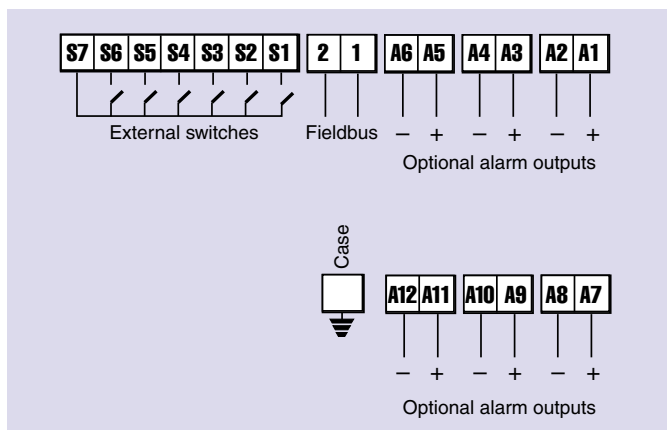 S7 S6 S5 S4 S3 S2 S1 2 1 A6 A5 A4 A3 A2 A1
− + − + − +
External switches Fieldbus
Optional alarm outputs
Case
A12 A11 A10 A9 A8 A7
− + − + − +
Optional alarm outputs